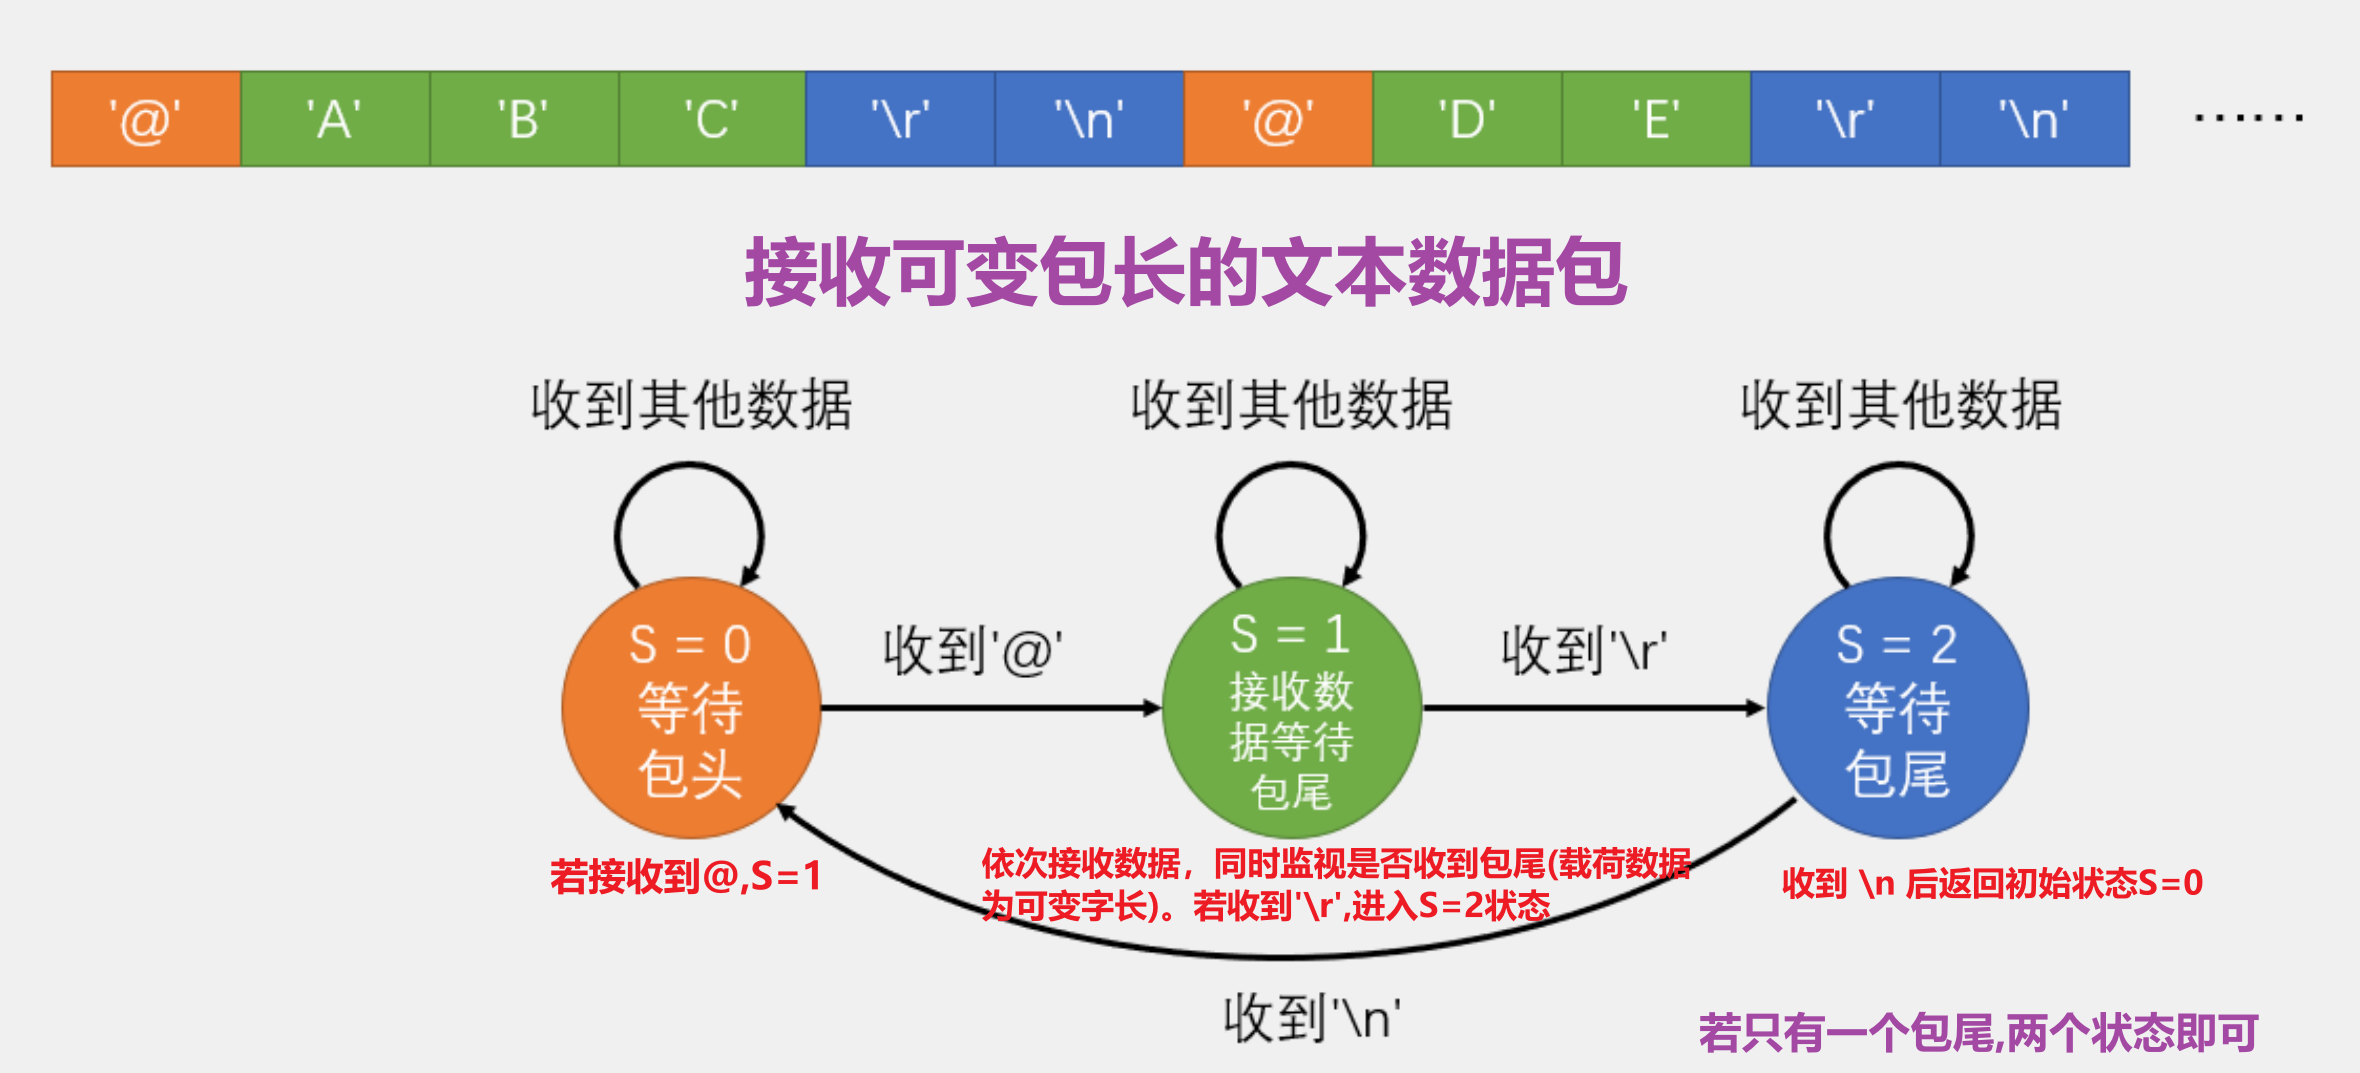 '@' 'A' 'B' 'C' '\r' '\n' '@' 'D' 'E' '\r' '\n' ······
接收可变包长的文本数据包
收到其他数据
收到其他数据
收到其他数据
S = 0
等待
包头
收到'@'
S = 1
接收数
据等待
包尾
收到'\r'
S = 2
等待
包尾
若接收到@,S=1
依次接收数据，同时监视是否收到包尾(载荷数据
为可变字长)。若收到'\r',进入S=2状态
收到 \n 后返回初始状态S=0
收到'\n'
若只有一个包尾,两个状态即可